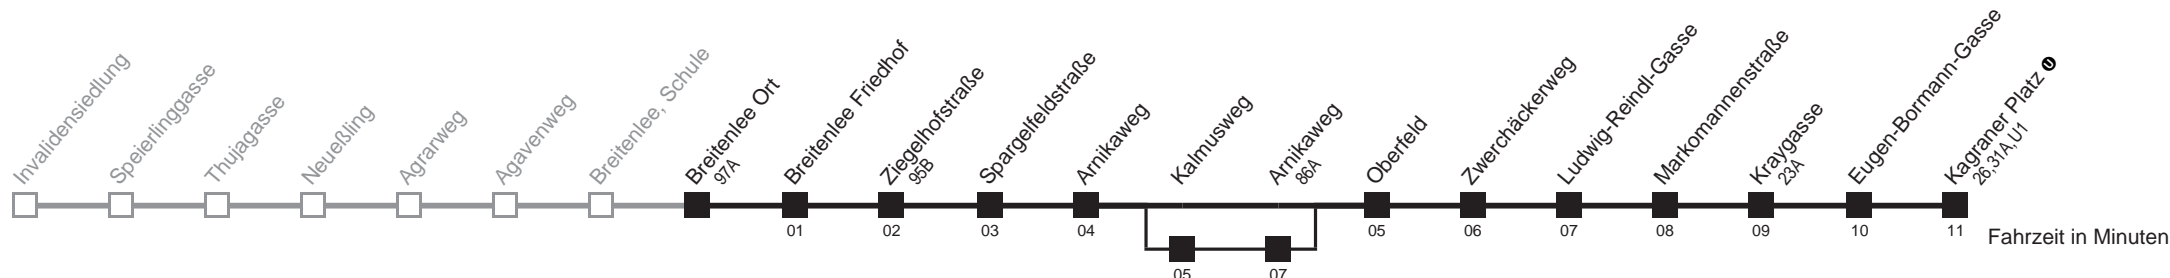 Invalidensiedlung
Speierlinggasse
Thujagasse
Neueßling
Agrarweg
Agavenweg
Breitenlee, Schule
Breitenlee Ort
97A
Breitenlee Friedhof
01
Ziegelhofstraße
95B
02
Spargelfeldstraße
03
Arnikaweg
04
Kalmusweg
05
Arnikaweg
86A
07
Oberfeld
05
Zwerchäckerweg
06
Ludwig-Reindl-Gasse
07
Markomannenstraße
08
Kraygasse
23A
09
Eugen-Bormann-Gasse
10
Kagraner Platz U
26,31A,U1
11
Fahrzeit in Minuten